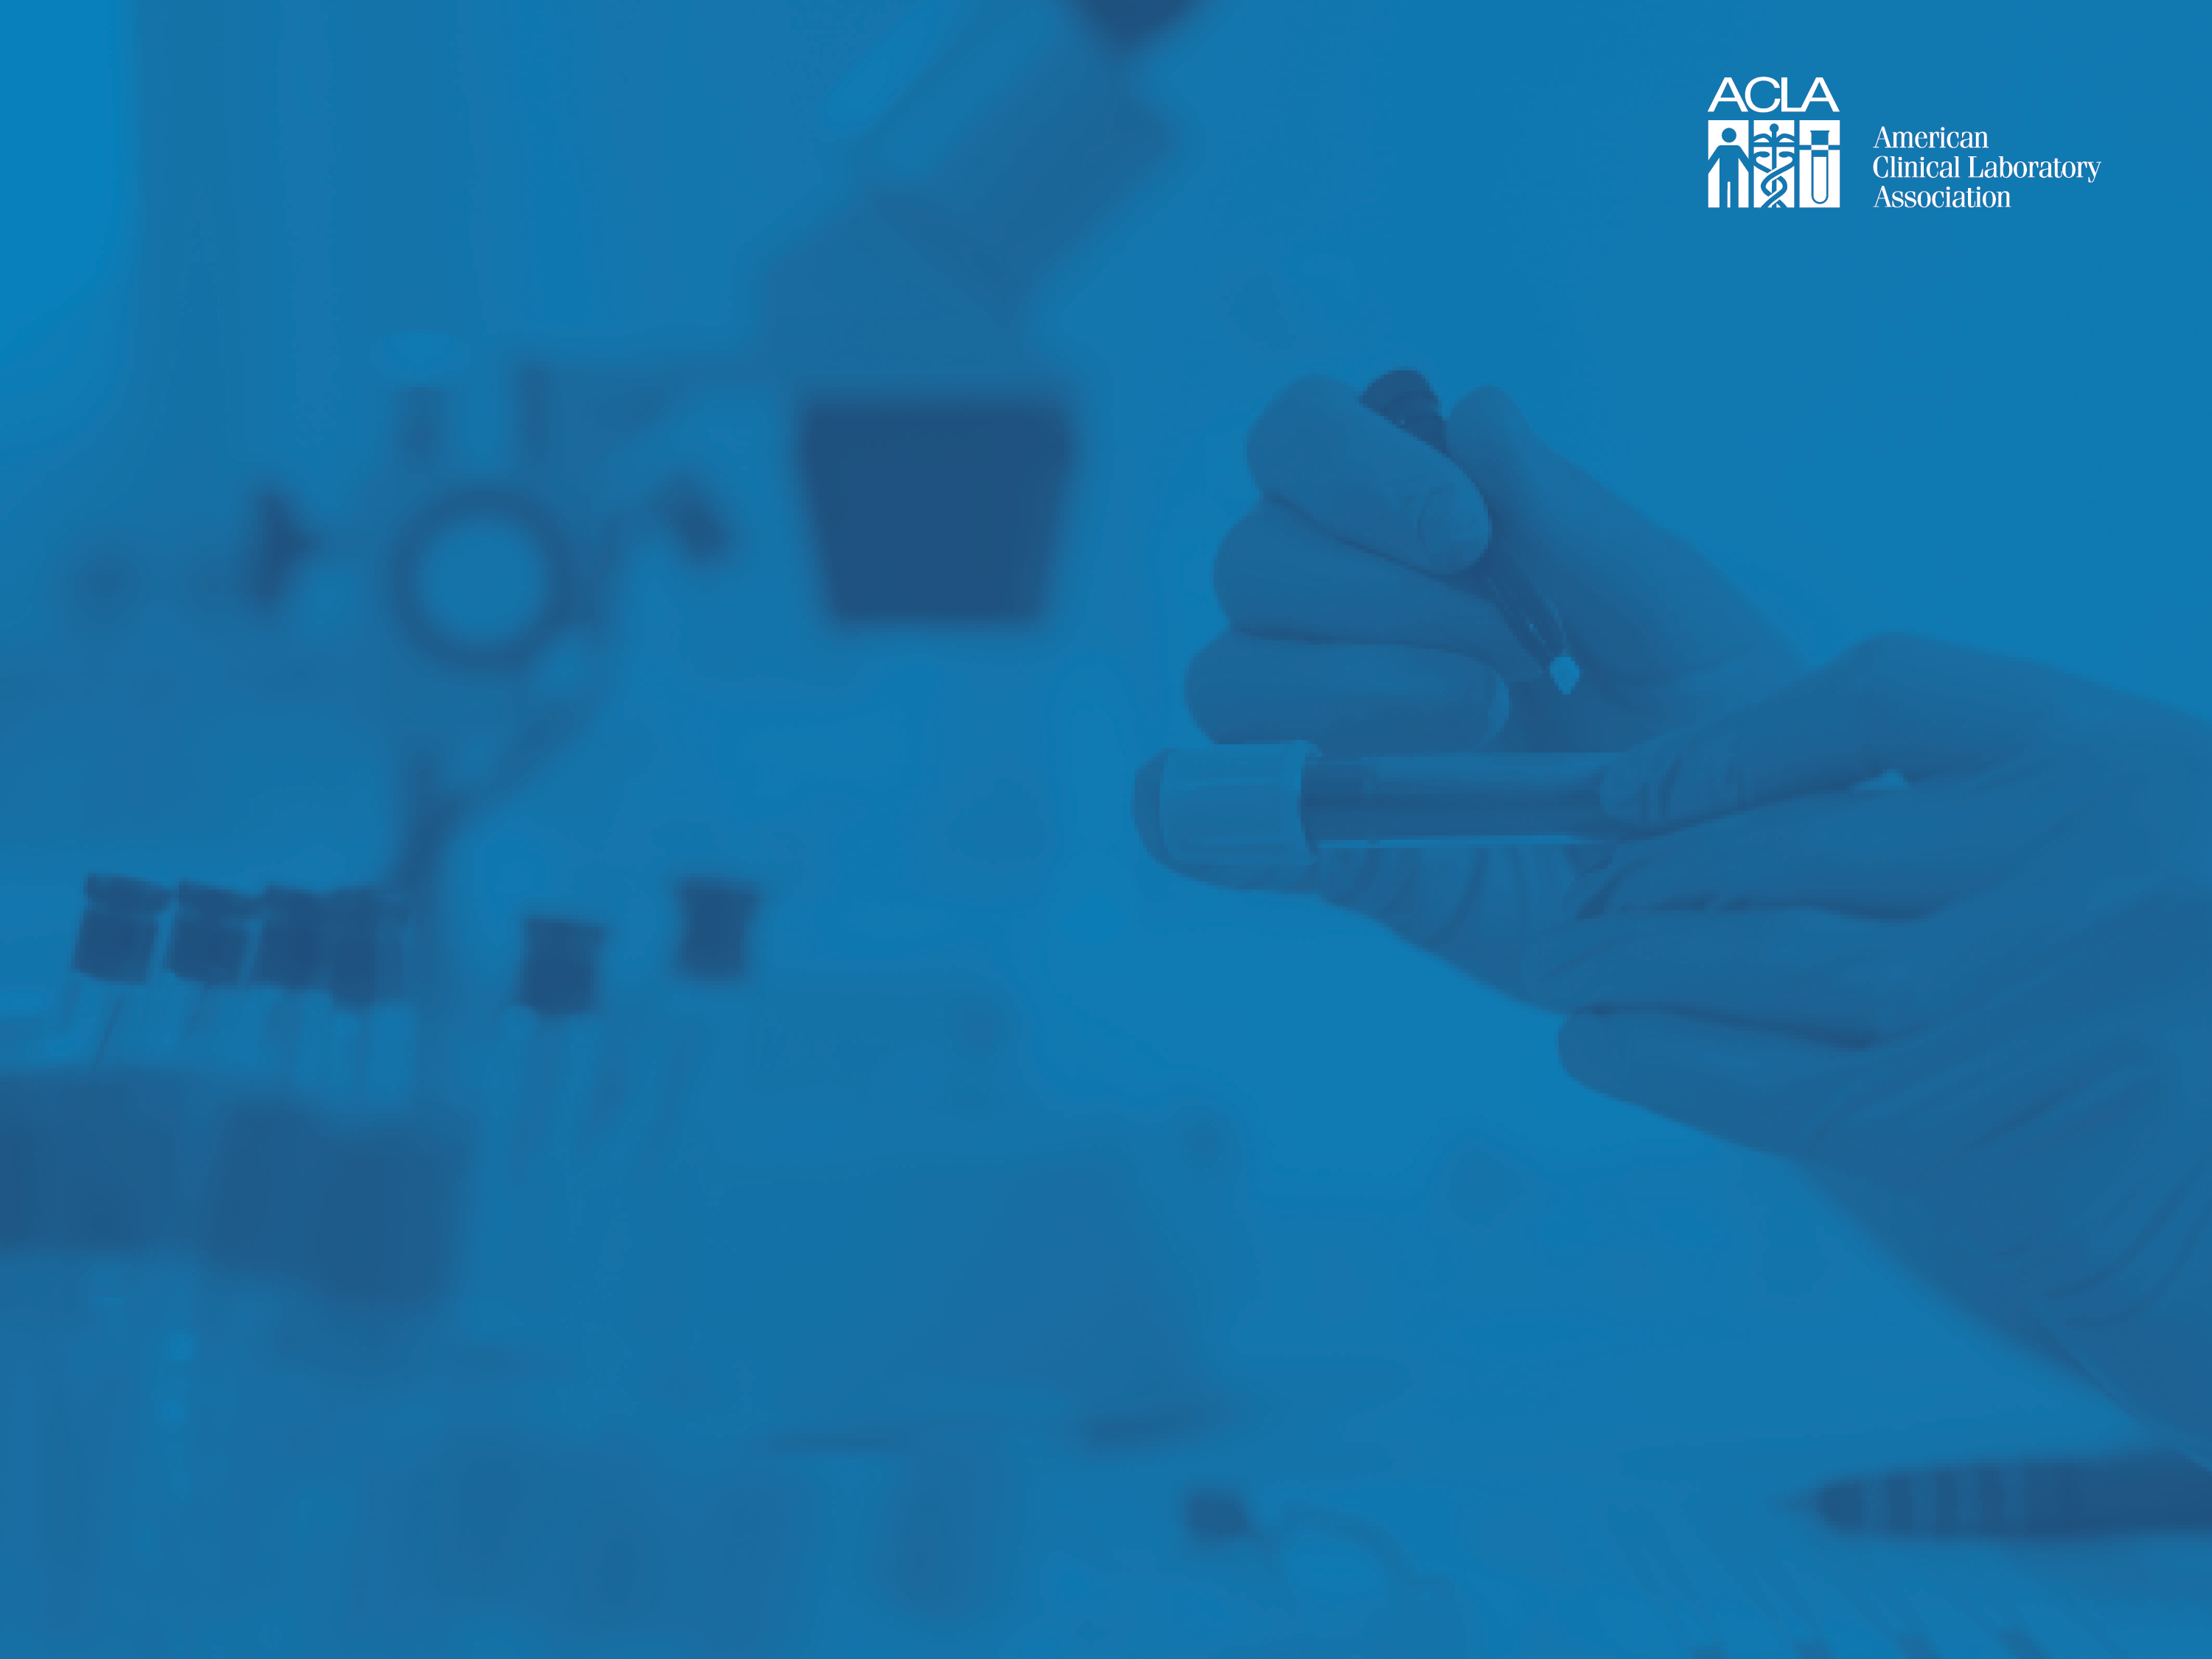 ACLA
American
Clinical Laboratory
Association